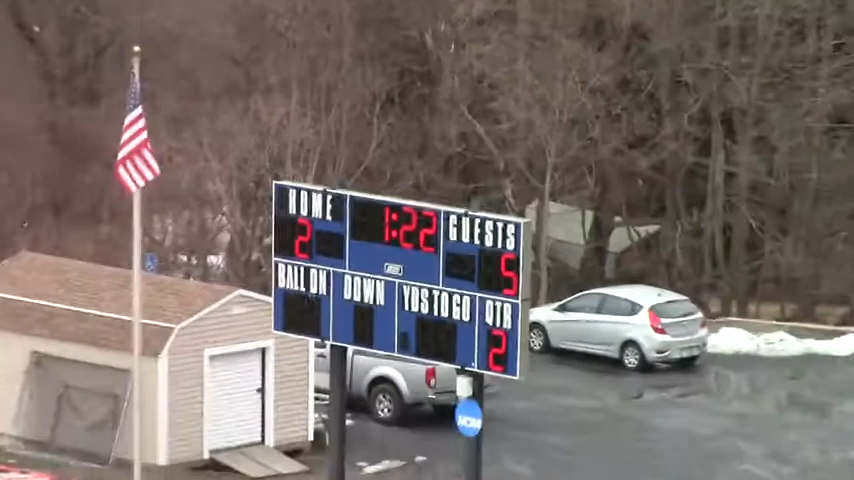 HOME 1:22 GUESTS
2 5
BALL ON DOWN YDS TO GO QTR
2
NCAA